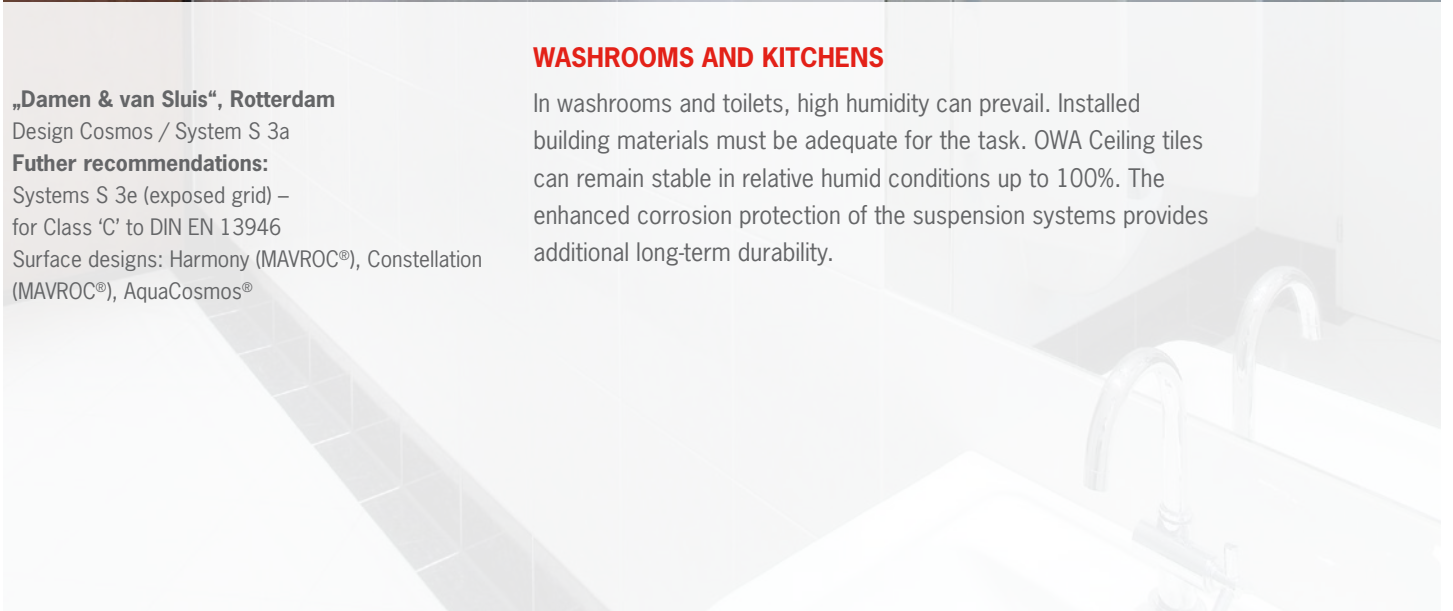 „Damen & van Sluis“, Rotterdam
Design Cosmos / System S 3a
Futher recommendations:
Systems S 3e (exposed grid) –
for Class ‘C’ to DIN EN 13946
Surface designs: Harmony (MAVROC®), Constellation
(MAVROC®), AquaCosmos®
WASHROOMS AND KITCHENS
In washrooms and toilets, high humidity can prevail. Installed
building materials must be adequate for the task. OWA Ceiling tiles
can remain stable in relative humid conditions up to 100%. The
enhanced corrosion protection of the suspension systems provides
additional long-term durability.